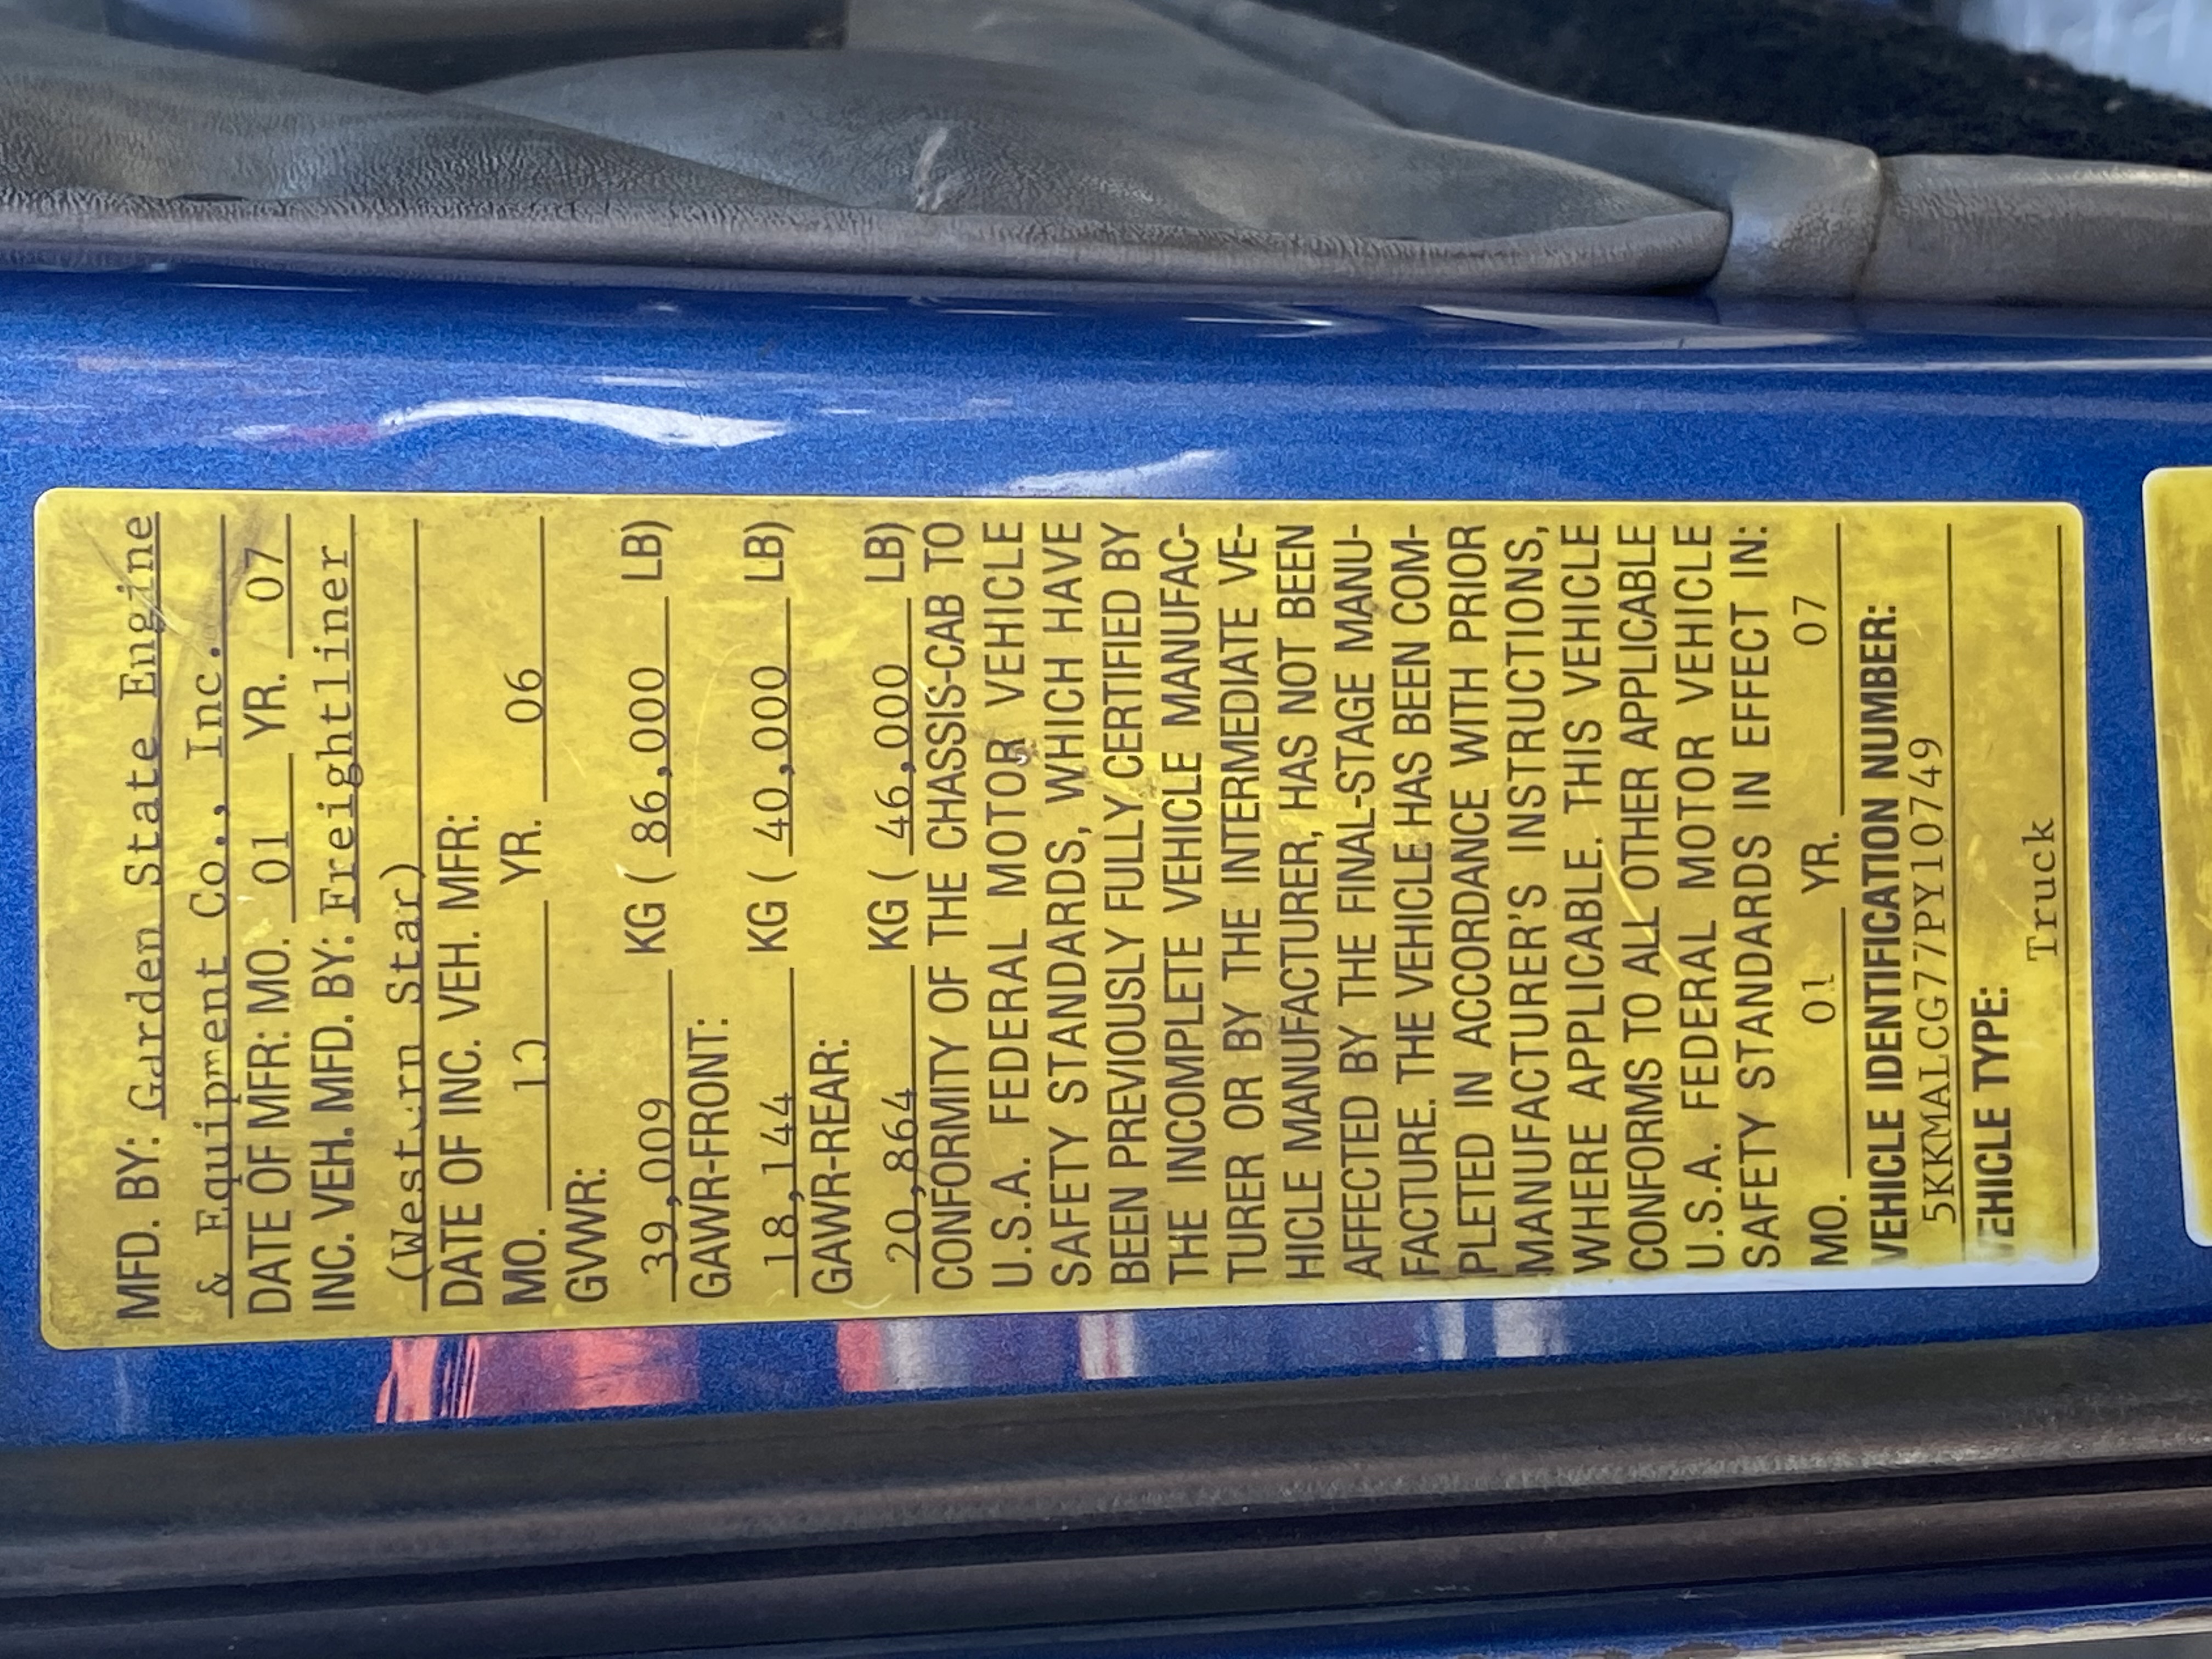 MFD. BY: Garden State Engine
& Equipment Co., Inc.
DATE OF MFR: MO. 01 YR. 07
INC. VEH. MFD. BY: Freightliner
(Western Star)
DATE OF INC. VEH. MFR:
MO. YR. 06
GVWR:
39,009 KG ( 86,000 LB)
GAWR-FRONT:
18,144 KG ( 40,000 LB)
GAWR-REAR:
20,864 KG ( 46,000 LB)
CONFORMITY OF THE CHASSIS-CAB TO
U.S.A. FEDERAL MOTOR VEHICLE
SAFETY STANDARDS, WHICH HAVE
BEEN PREVIOUSLY FULLY CERTIFIED BY
THE INCOMPLETE VEHICLE MANUFAC-
TURER OR BY THE INTERMEDIATE VE-
HICLE MANUFACTURER, HAS NOT BEEN
AFFECTED BY THE FINAL-STAGE MANU-
FACTURE. THE VEHICLE HAS BEEN COM-
PLETED IN ACCORDANCE WITH PRIOR
MANUFACTURER'S INSTRUCTIONS,
WHERE APPLICABLE. THIS VEHICLE
CONFORMS TO ALL OTHER APPLICABLE
U.S.A. FEDERAL MOTOR VEHICLE
SAFETY STANDARDS IN EFFECT IN:
MO. 01 YR. 07
VEHICLE IDENTIFICATION NUMBER:
5KKMALCG77PY10749
VEHICLE TYPE:
Truck